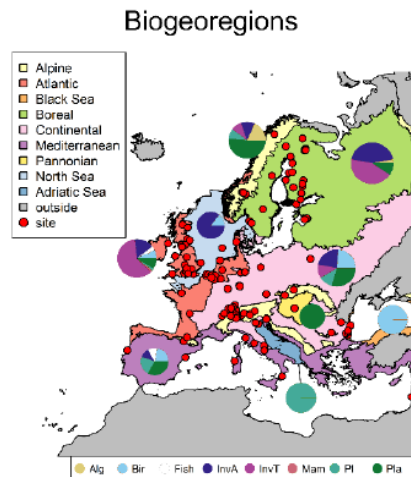 Biogeoregions
Alpine
Atlantic
Black Sea
Boreal
Continental
Mediterranean
Pannonian
North Sea
Adriatic Sea
outside
site
Alg Bir Fish InvA InvT Mam Pl Pla